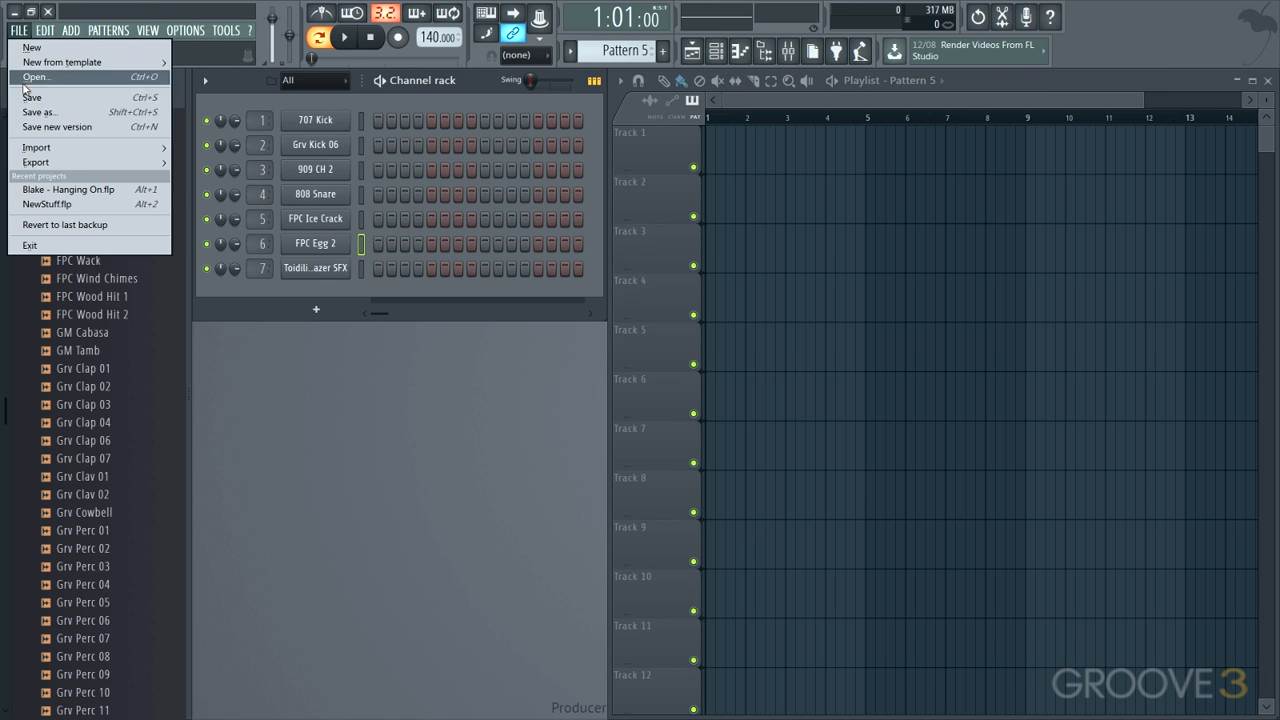 FILE EDIT ADD PATTERNS VIEW OPTIONS TOOLS ?
3.2
140.000
1:01:00
B:S:T
(none)
Pattern 5
+
0
317 MB
0
?
12/08 Render Videos From FL Studio
New
New from template
Open... Ctrl+O
Save Ctrl+S
Save as... Shift+Ctrl+S
Save new version Ctrl+N
Import
Export
Recent projects
Blake - Hanging On.flp Alt+1
NewStuff.flp Alt+2
Revert to last backup
Exit
FPC Wack
FPC Wind Chimes
FPC Wood Hit 1
FPC Wood Hit 2
GM Cabasa
GM Tamb
Grv Clap 01
Grv Clap 02
Grv Clap 03
Grv Clap 04
Grv Clap 06
Grv Clap 07
Grv Clav 01
Grv Clav 02
Grv Cowbell
Grv Perc 01
Grv Perc 02
Grv Perc 03
Grv Perc 04
Grv Perc 05
Grv Perc 06
Grv Perc 07
Grv Perc 08
Grv Perc 09
Grv Perc 10
Grv Perc 11
All
Channel rack
Swing
1 707 Kick
2 Grv Kick 06
3 909 CH 2
4 808 Snare
5 FPC Ice Crack
6 FPC Egg 2
7 Toidili..azer SFX
+
Producer
Playlist - Pattern 5
NOTE CHAN PAT
1 2 3 4 5 6 7 8 9 10 11 12 13 14
Track 1
Track 2
Track 3
Track 4
Track 5
Track 6
Track 7
Track 8
Track 9
Track 10
Track 11
Track 12
GROOVE3